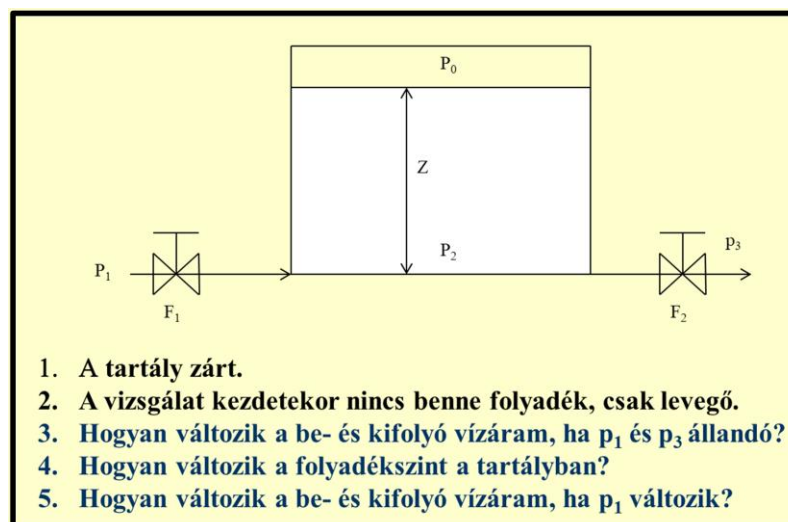 P₀
Z
P₂
P₁
p₃
F₁
F₂
1. A tartály zárt.
2. A vizsgálat kezdetekor nincs benne folyadék, csak levegő.
3. Hogyan változik a be- és kifolyó vízáram, ha p₁ és p₃ állandó?
4. Hogyan változik a folyadékszint a tartályban?
5. Hogyan változik a be- és kifolyó vízáram, ha p₁ változik?